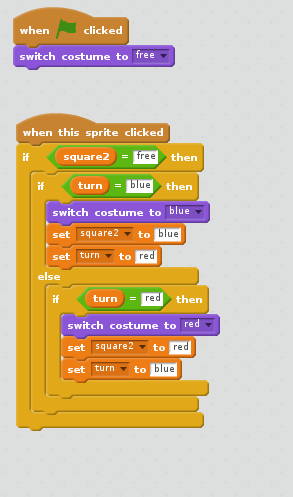 when clicked
switch costume to free
when this sprite clicked
if square2 = free then
if turn = blue then
switch costume to blue
set square2 to blue
set turn to red
else
if turn = red then
switch costume to red
set square2 to red
set turn to blue